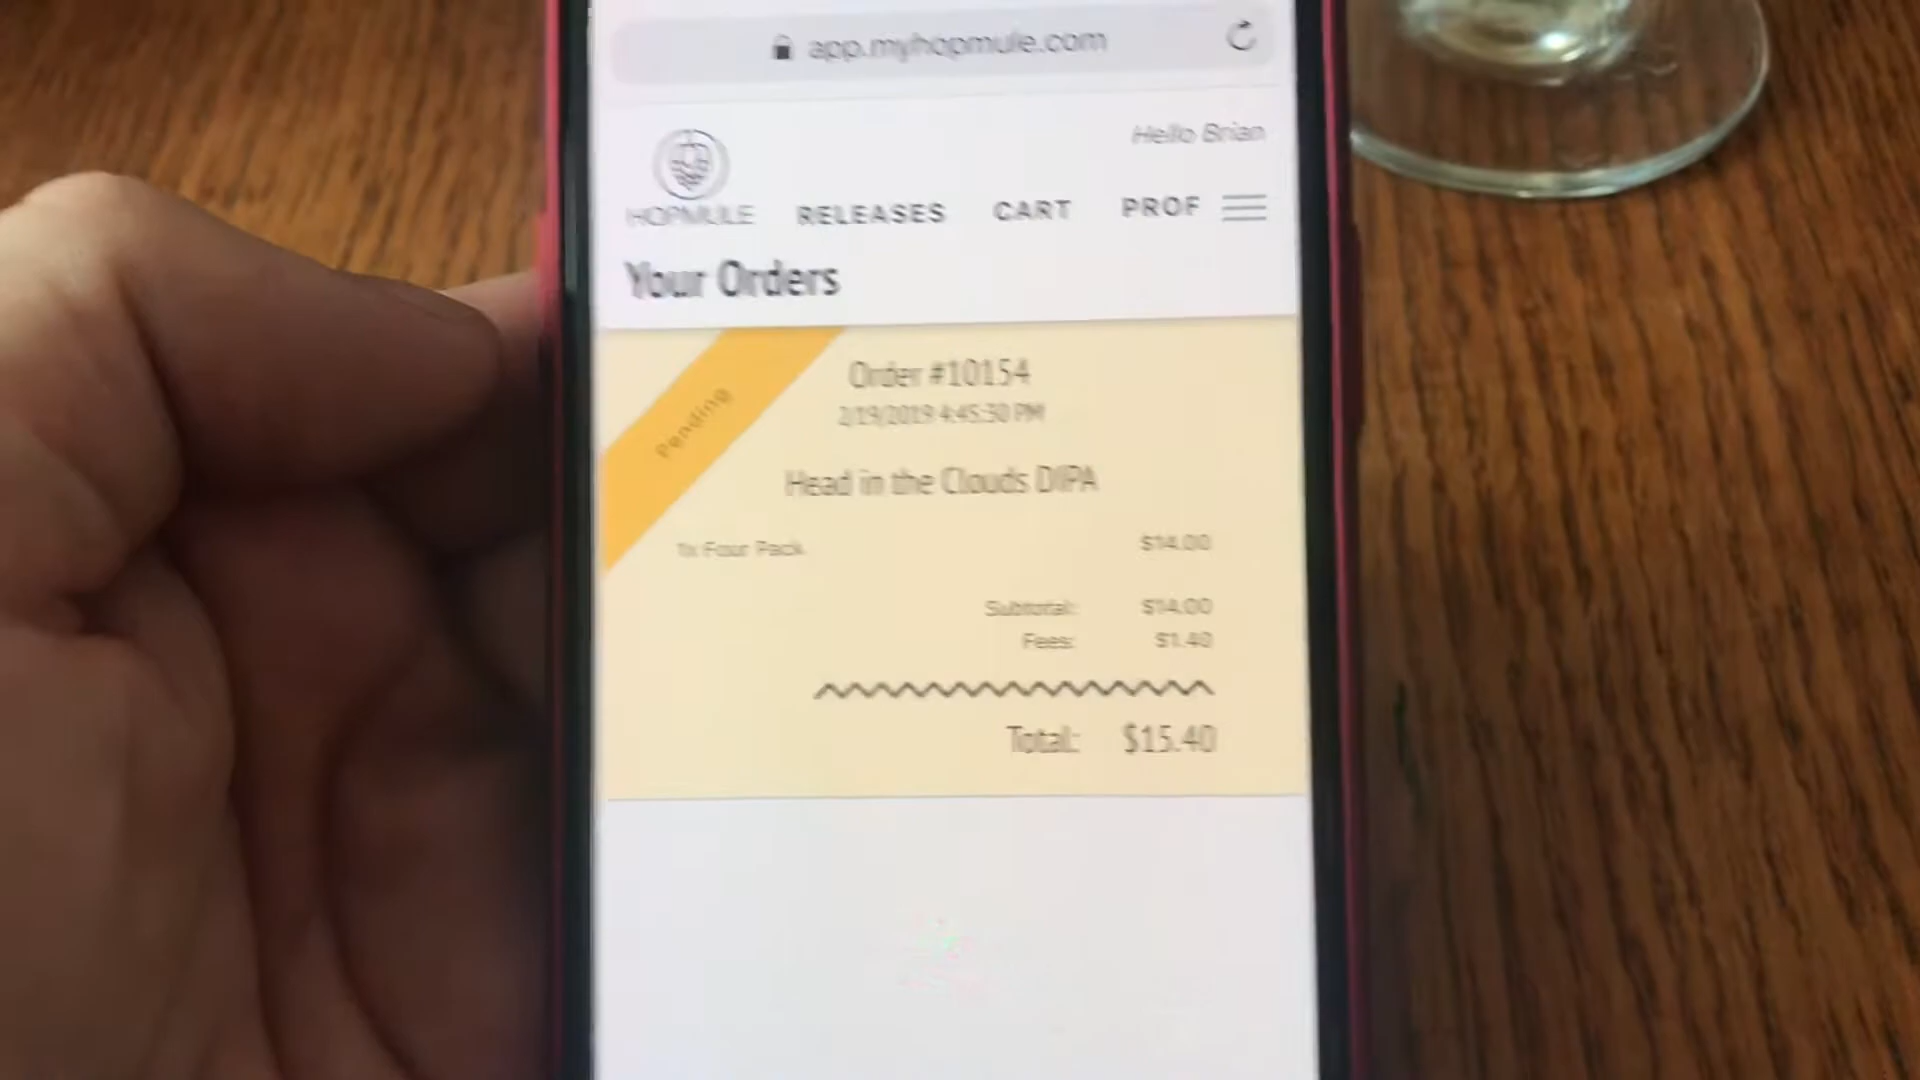 app.myhopmule.com
Hello Brian
HOPMULE RELEASES CART PROF
Your Orders
Pending
Order #10154
2/19/2019 4:45:30 PM
Head in the Clouds DIPA
1x Four Pack $14.00
Subtotal: $14.00
Fees: $1.40
Total: $15.40